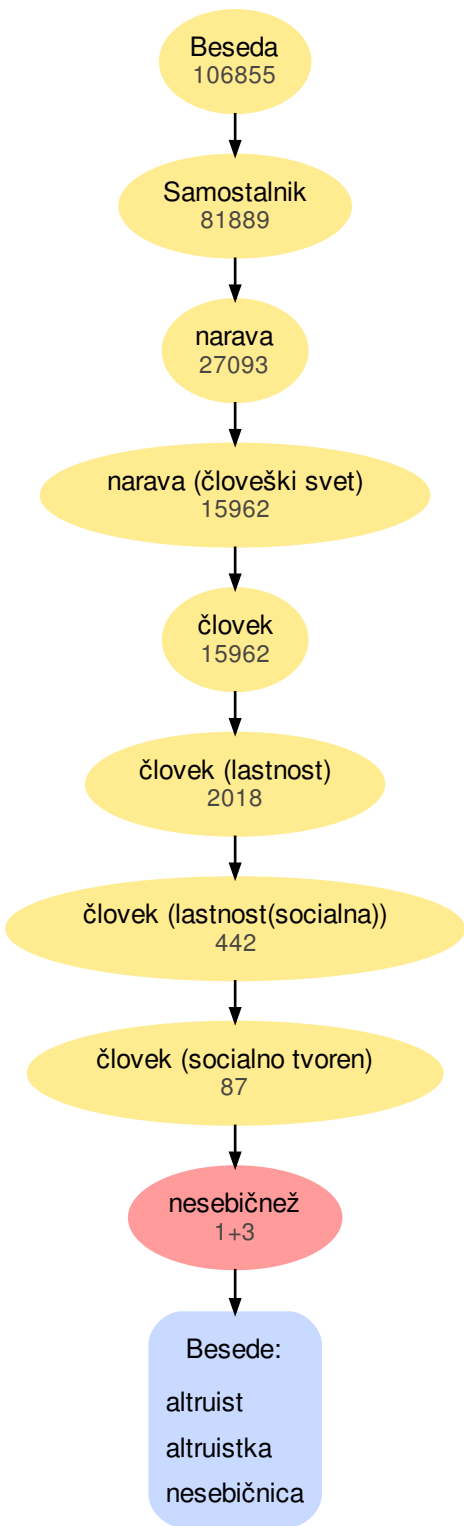 Beseda
106855
Samostalnik
81889
narava
27093
narava (človeški svet)
15962
človek
15962
človek (lastnost)
2018
človek (lastnost(socialna))
442
človek (socialno tvoren)
87
nesebičnež
1+3
Besede:
altruist
altruistka
nesebičnica